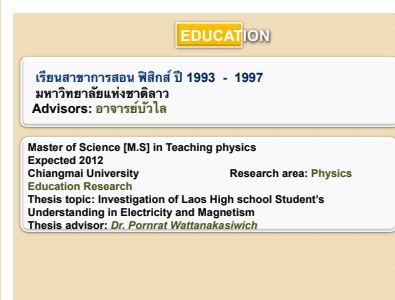 EDUCATION
เรียนสาขาการสอน ฟิสิกส์ ปี 1993 - 1997
มหาวิทยาลัยแห่งชาติลาว
Advisors: อาจารย์บัวไล
Master of Science [M.S] in Teaching physics
Expected 2012
Chiangmai University Research area: Physics
Education Research
Thesis topic: Investigation of Laos High school Student’s
Understanding in Electricity and Magnetism
Thesis advisor: Dr. Pornrat Wattanakasiwich